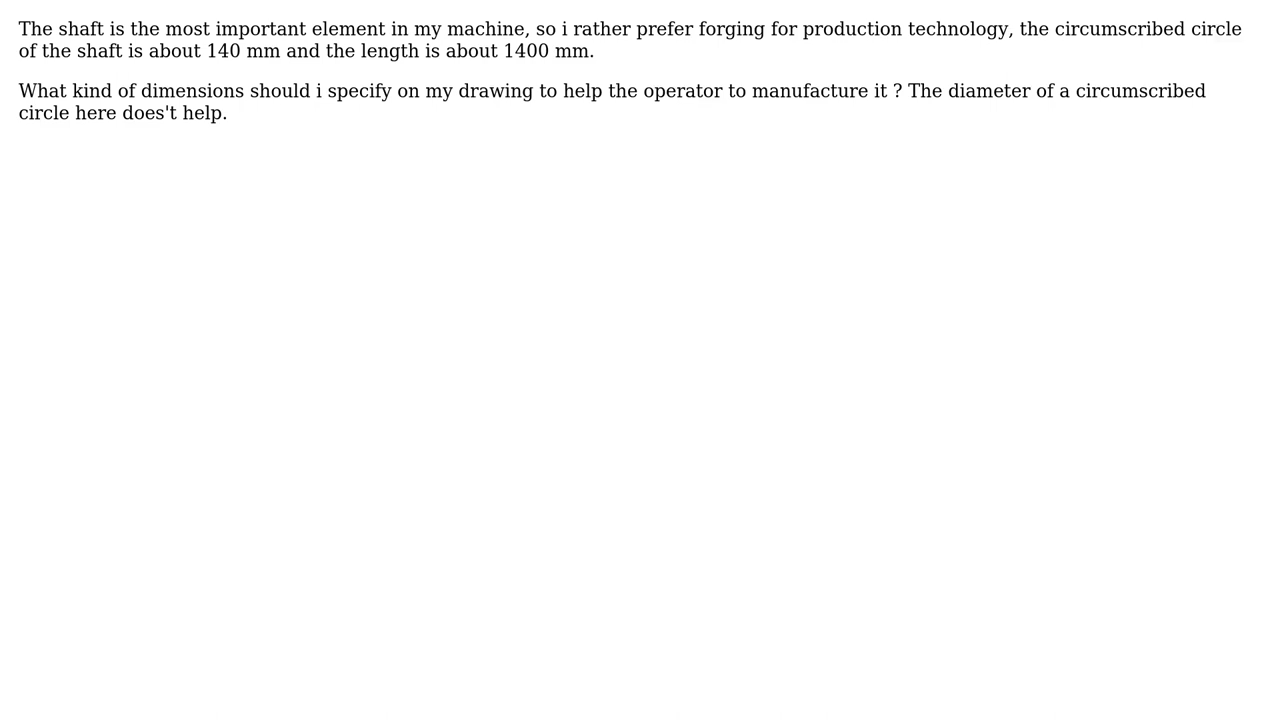 The shaft is the most important element in my machine, so i rather prefer forging for production technology, the circumscribed circle
of the shaft is about 140 mm and the length is about 1400 mm.
What kind of dimensions should i specify on my drawing to help the operator to manufacture it ? The diameter of a circumscribed
circle here does't help.